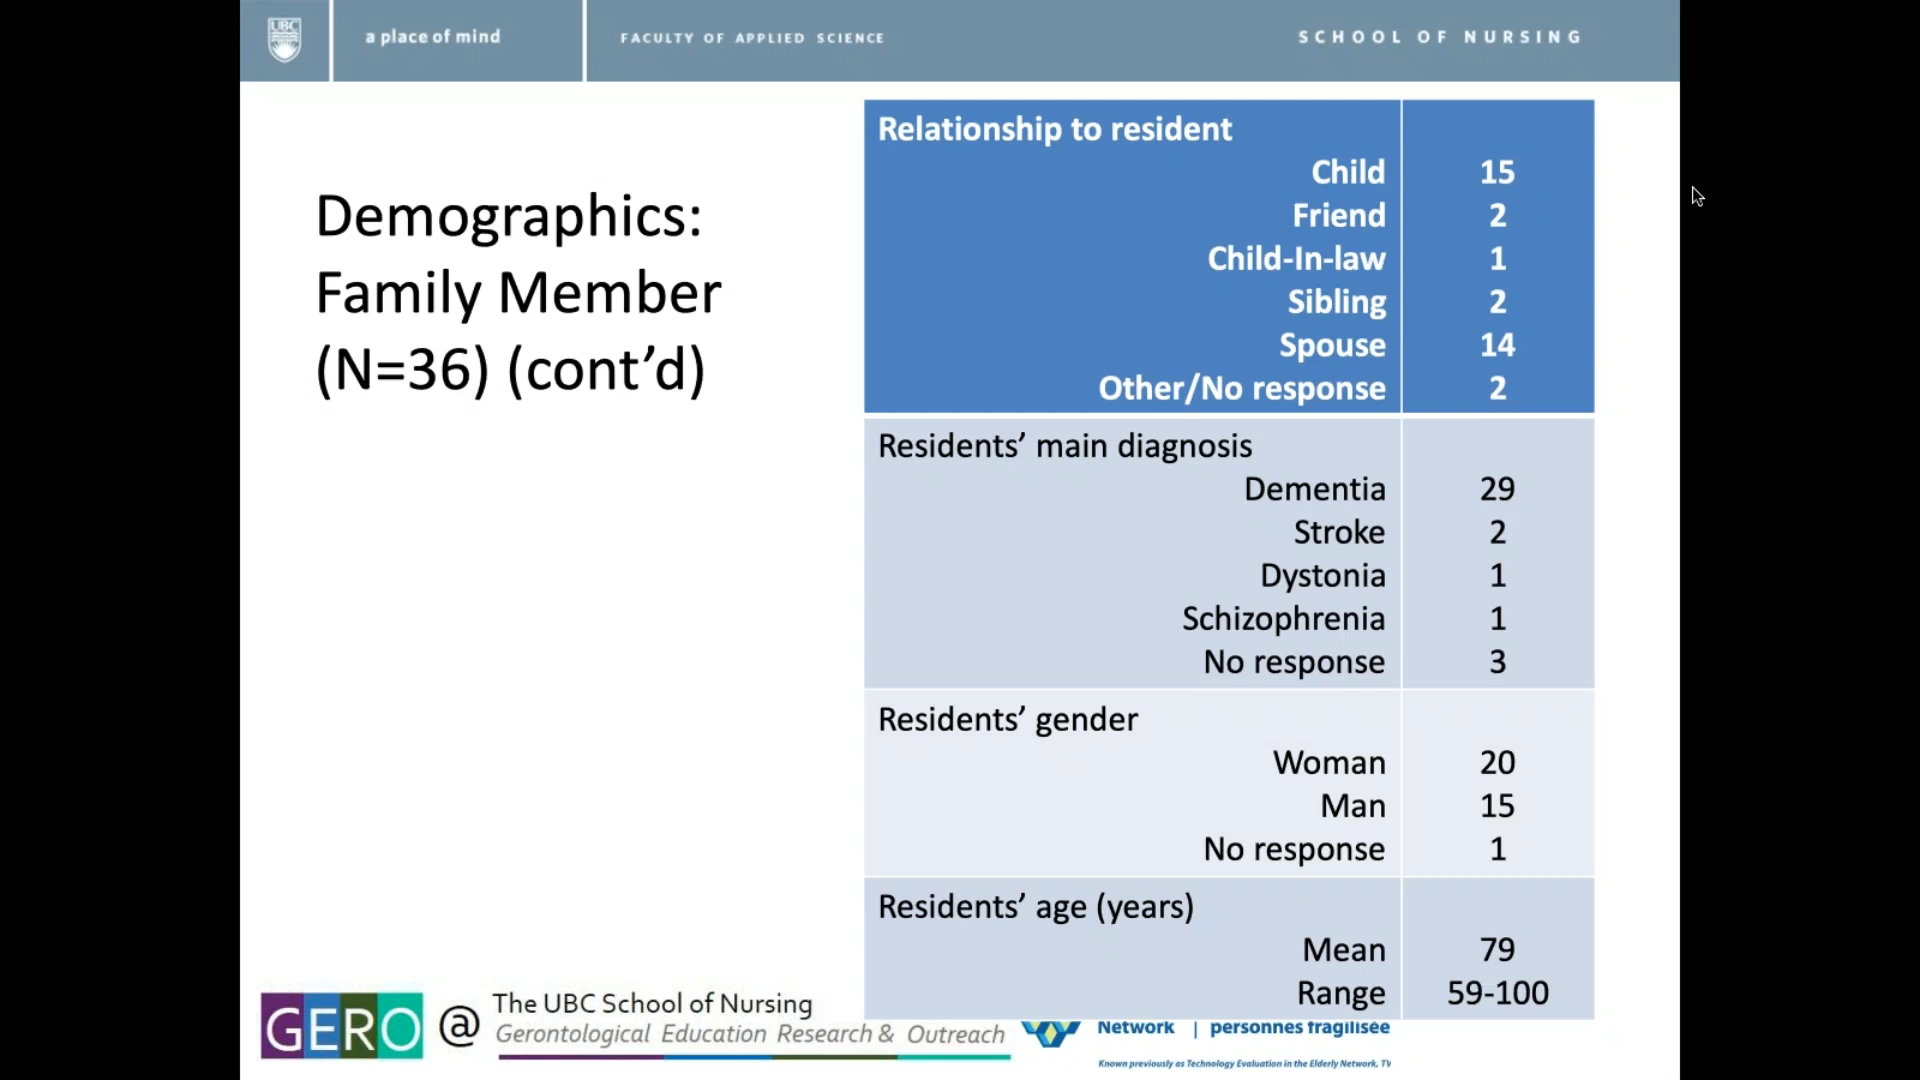 UBC
a place of mind
FACULTY OF APPLIED SCIENCE
SCHOOL OF NURSING
Demographics:
Family Member
(N=36) (cont’d)
Relationship to resident
Child 15
Friend 2
Child-In-law 1
Sibling 2
Spouse 14
Other/No response 2
Residents’ main diagnosis
Dementia 29
Stroke 2
Dystonia 1
Schizophrenia 1
No response 3
Residents’ gender
Woman 20
Man 15
No response 1
Residents’ age (years)
Mean 79
Range 59-100
GERO @
The UBC School of Nursing
Gerontological Education Research & Outreach
Network | personnes fragilisée
Known previously as Technology Evaluation in the Elderly Network, TV